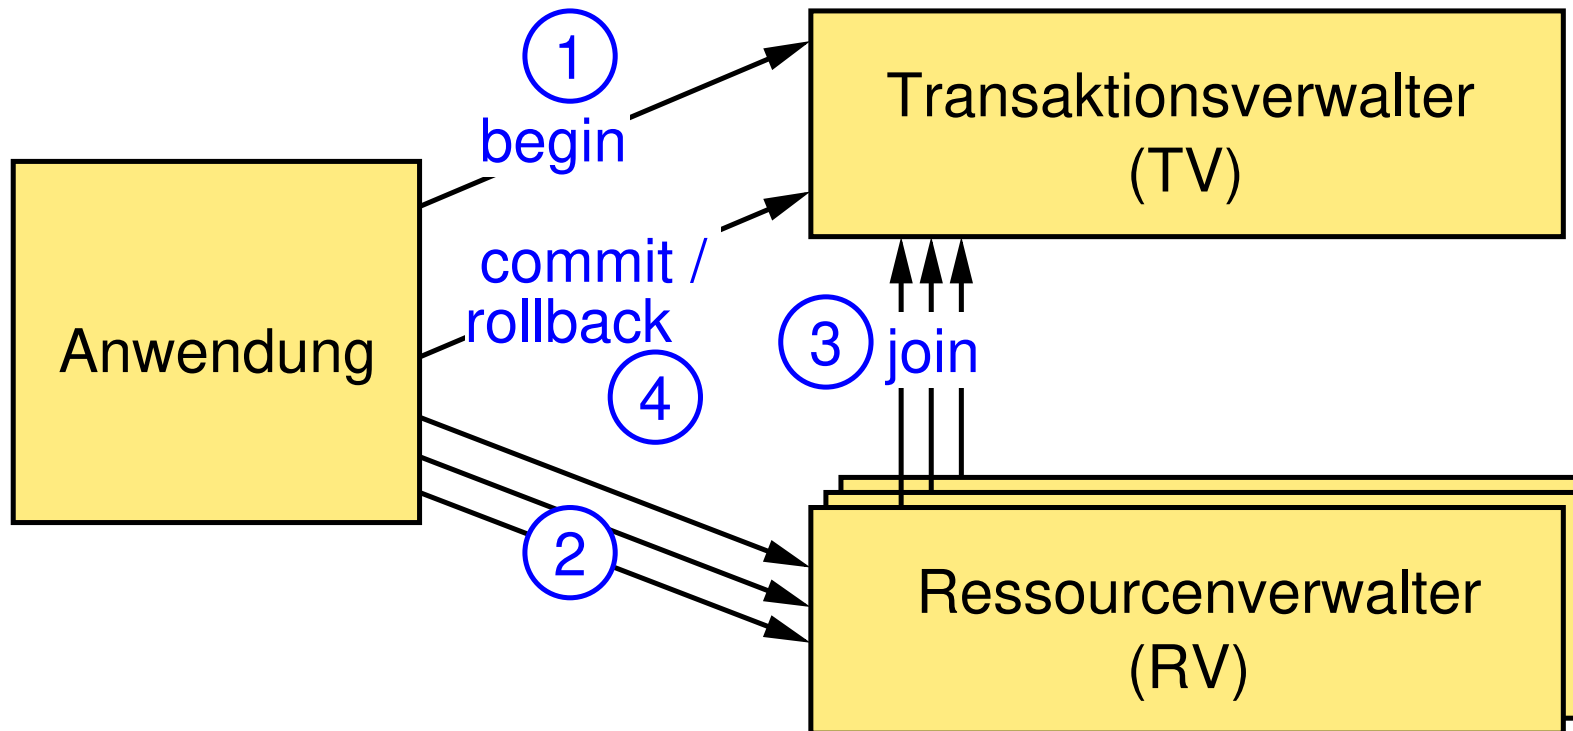 1
begin
Transaktionsverwalter
(TV)
commit /
rollback
Anwendung
3
join
4
2
Ressourcenverwalter
(RV)